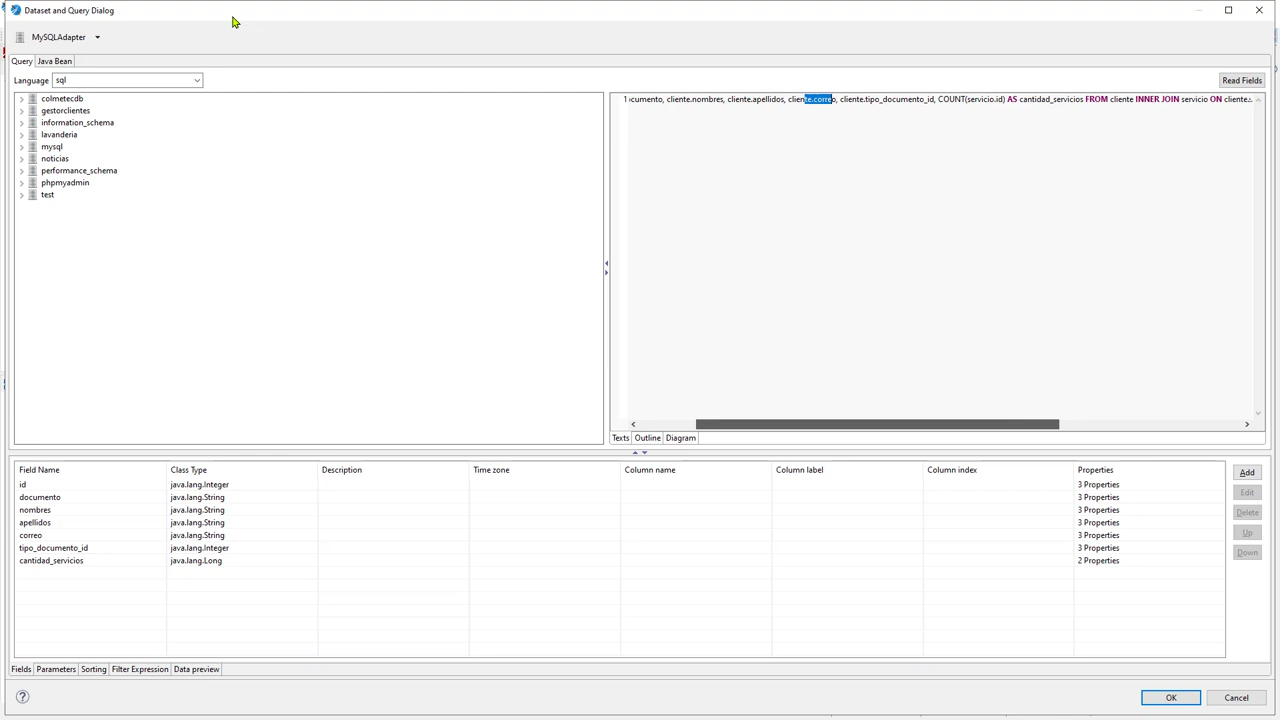 Dataset and Query Dialog
MySQLAdapter
Query Java Bean
Language sql Read Fields
colmetecdb
gestorclientes
information_schema
lavanderia
mysql
noticias
performance_schema
phpmyadmin
test
1 cumento, cliente.nombres, cliente.apellidos, cliente.correo, cliente.tipo_documento_id, COUNT(servicio.id) AS cantidad_servicios FROM cliente INNER JOIN servicio ON cliente.
Texts Outline Diagram
Field Name Class Type Description Time zone Column name Column label Column index Properties
id java.lang.Integer 3 Properties
documento java.lang.String 3 Properties
nombres java.lang.String 3 Properties
apellidos java.lang.String 3 Properties
correo java.lang.String 3 Properties
tipo_documento_id java.lang.Integer 3 Properties
cantidad_servicios java.lang.Long 2 Properties
Add
Edit
Delete
Up
Down
Fields Parameters Sorting Filter Expression Data preview
? OK Cancel